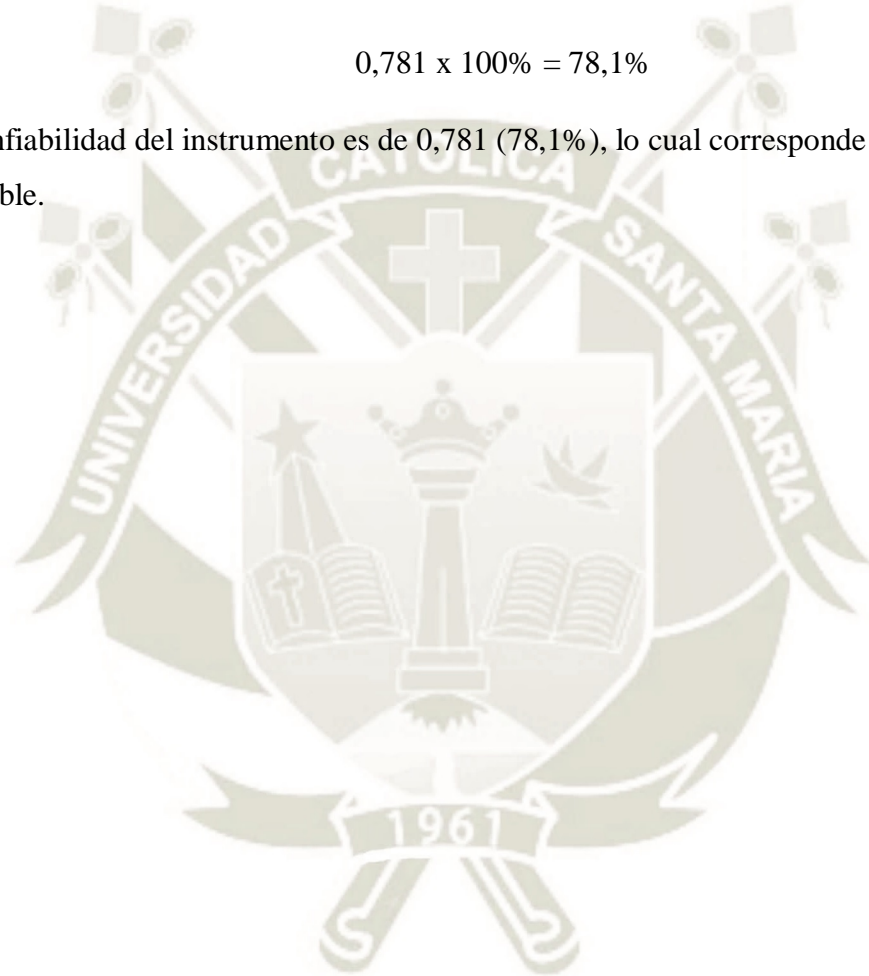 0,781 x 100% = 78,1%
nfiabilidad del instrumento es de 0,781 (78,1%), lo cual corresponde
ble.
CATOLICA
UNIVERSIDAD
SANTA MARIA
1961